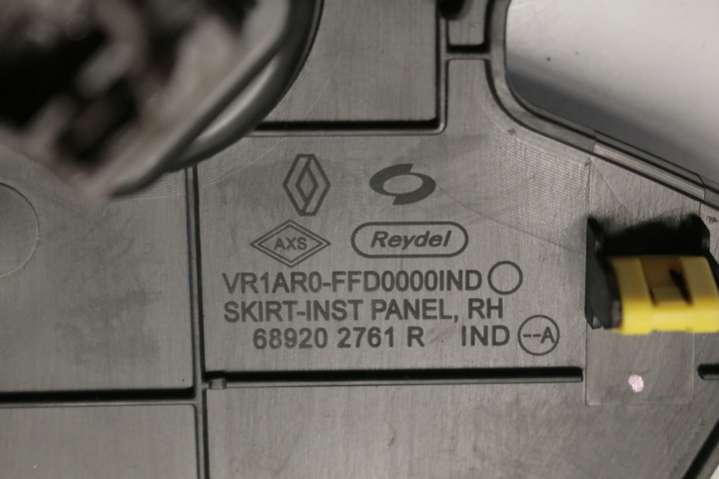 AXS Reydel
VR1AR0-FFD0000IND
SKIRT-INST PANEL, RH
68920 2761 R IND --A